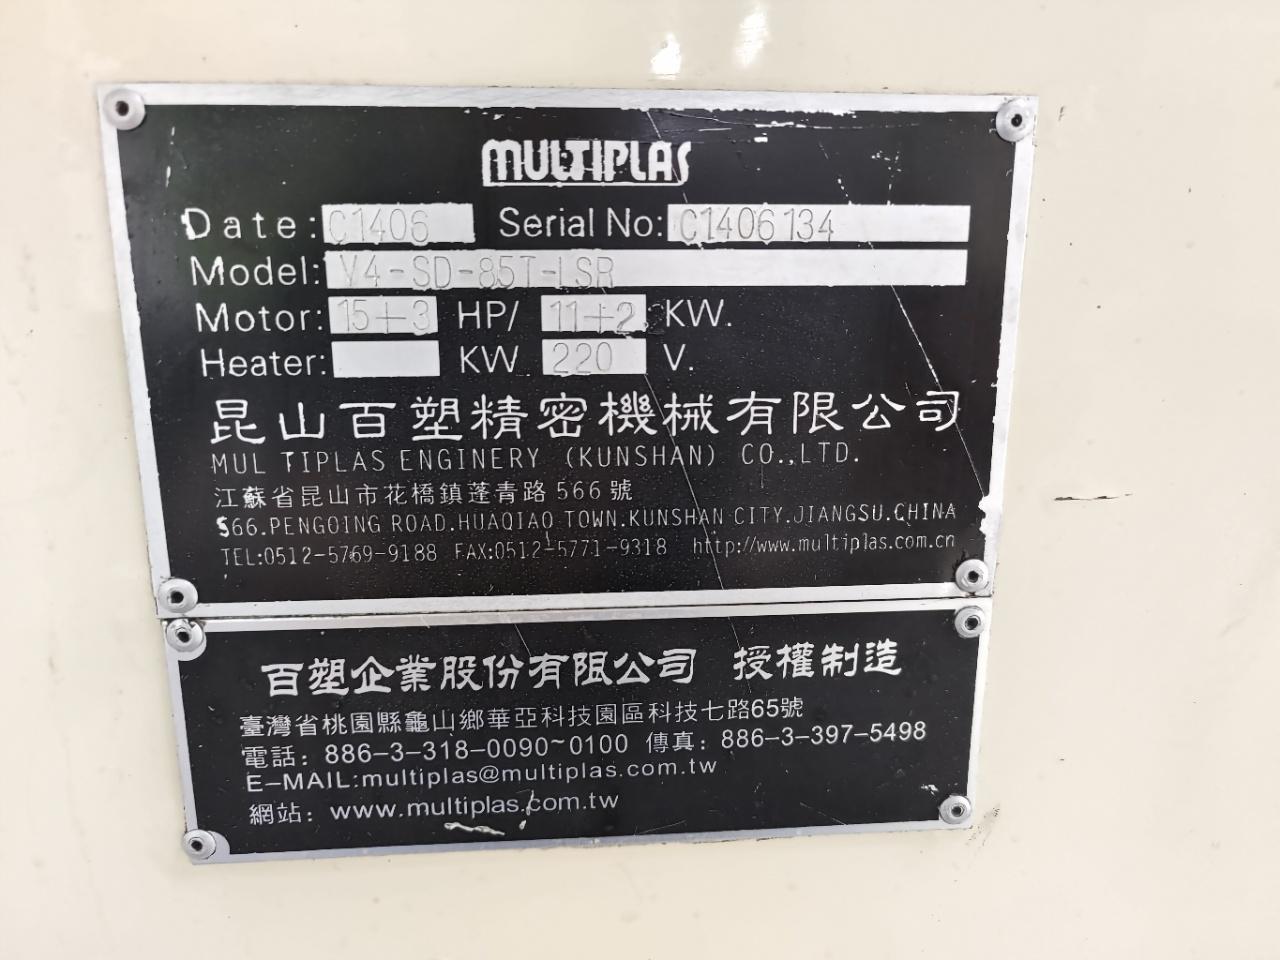 MULTIPLAS
Date: C1406 Serial No: C1406134
Model: V4-SD-85T-LSR
Motor: 15+3 HP/ 11+2 KW.
Heater: KW 220 V.
昆山百塑精密機械有限公司
MULTIPLAS ENGINERY (KUNSHAN) CO.,LTD.
江蘇省昆山市花橋鎮蓬青路566號
566.PENGQING ROAD.HUAQIAO TOWN.KUNSHAN CITY.JIANGSU.CHINA
TEL:0512-5769-9188 FAX:0512-5771-9318 http://www.multiplas.com.cn
百塑企業股份有限公司 授權制造
臺灣省桃園縣龜山鄉華亞科技園區科技七路65號
電話：886-3-318-0090~0100 傳真：886-3-397-5498
E-MAIL:multiplas@multiplas.com.tw
網站：www.multiplas.com.tw